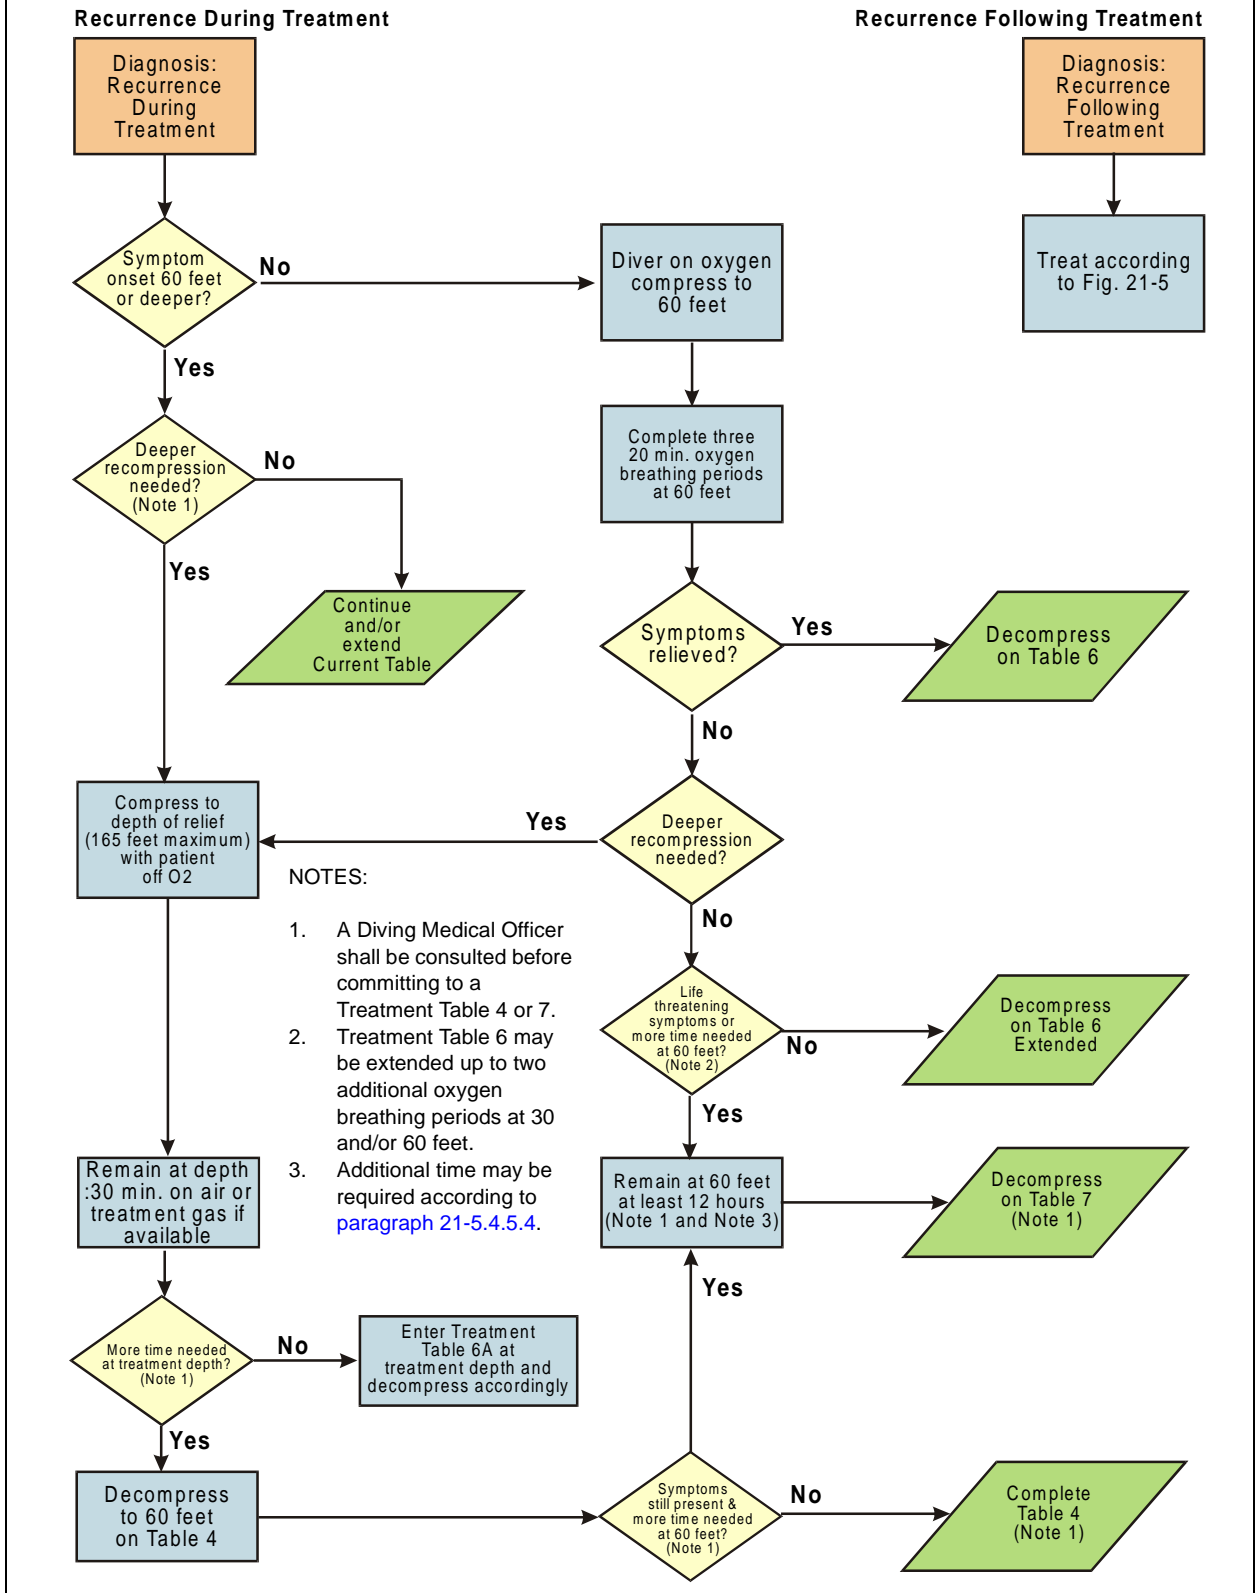 Recurrence During Treatment
Recurrence Following Treatment
Diagnosis:
Recurrence
During
Treatment
Diagnosis:
Recurrence
Following
Treatment
Symptom
onset 60 feet
or deeper?
No
Diver on oxygen
compress to
60 feet
Treat according
to Fig. 21-5
Yes
Deeper
recompression
needed?
(Note 1)
No
Complete three
20 min. oxygen
breathing periods
at 60 feet
Yes
Continue
and/or
extend
Current Table
Symptoms
relieved?
Yes
Decompress
on Table 6
No
Compress to
depth of relief
(165 feet maximum)
with patient
off O2
Yes
Deeper
recompression
needed?
No
NOTES:
1. A Diving Medical Officer
shall be consulted before
committing to a
Treatment Table 4 or 7.
2. Treatment Table 6 may
be extended up to two
additional oxygen
breathing periods at 30
and/or 60 feet.
3. Additional time may be
required according to
paragraph 21-5.4.5.4.
Life
threatening
symptoms or
more time needed
at 60 feet?
(Note 2)
No
Decompress
on Table 6
Extended
Yes
Remain at depth
:30 min. on air or
treatment gas if
available
Remain at 60 feet
at least 12 hours
(Note 1 and Note 3)
Decompress
on Table 7
(Note 1)
Yes
More time needed
at treatment depth?
(Note 1)
No
Enter Treatment
Table 6A at
treatment depth and
decompress accordingly
Yes
Decompress
to 60 feet
on Table 4
Symptoms
still present &
more time needed
at 60 feet?
(Note 1)
No
Complete
Table 4
(Note 1)